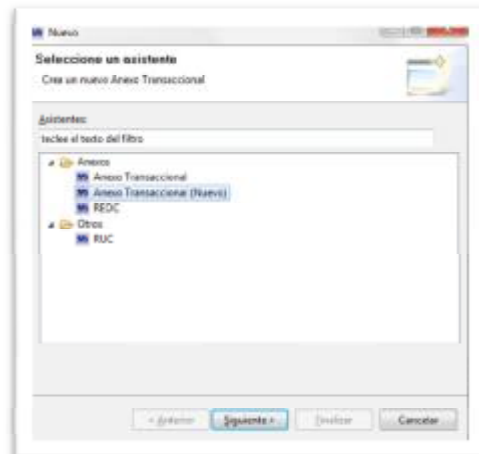 Nuevo
Seleccione un asistente
Crea un nuevo Anexo Transaccional
Asistentes:
teclee el texto del filtro
Anexos
Anexo Transaccional
Anexo Transaccional (Nuevo)
REOC
Otros
RUC
< Anterior Siguiente > Finalizar Cancelar